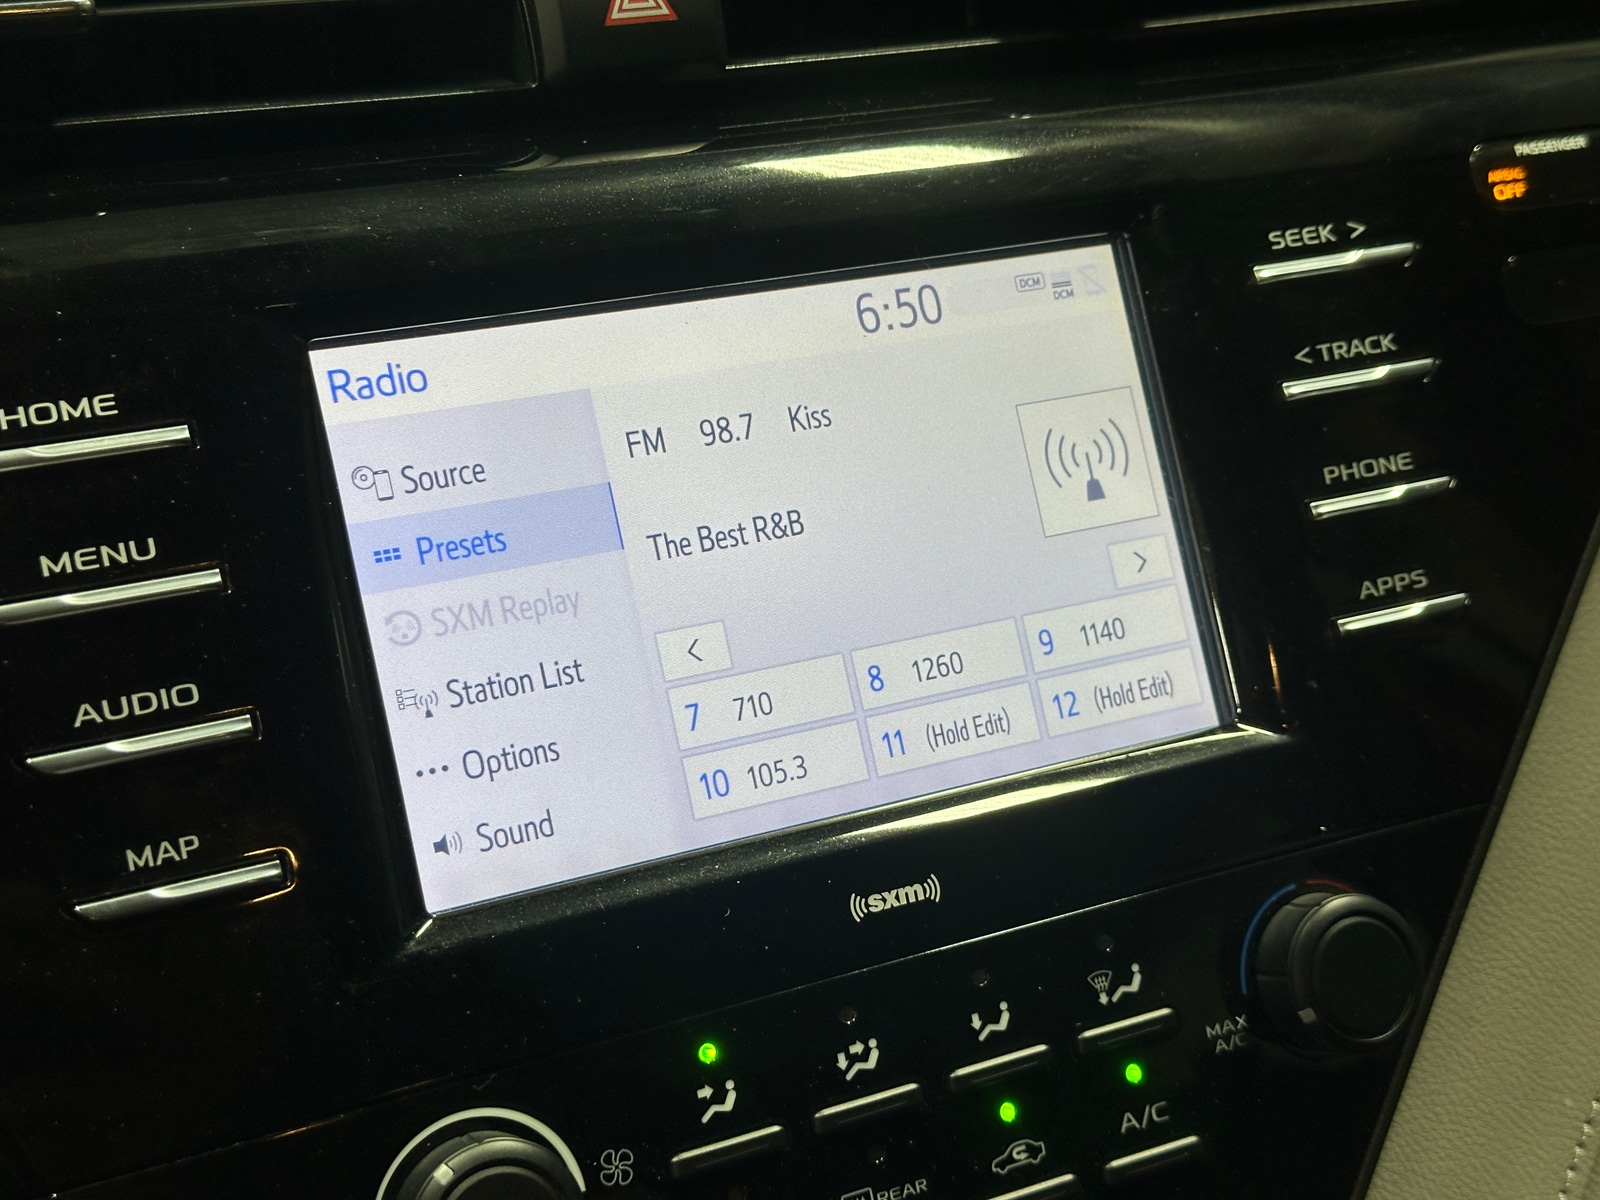 PASSENGER
AIRBAG
OFF
HOME
MENU
AUDIO
MAP
6:50
DCM
DCM
Radio
Source
Presets
SXM Replay
Station List
Options
Sound
FM 98.7 Kiss
The Best R&B
<
>
7 710
8 1260
9 1140
10 105.3
11 (Hold Edit)
12 (Hold Edit)
SEEK >
< TRACK
PHONE
APPS
sxm
MAX
A/C
A/C
REAR